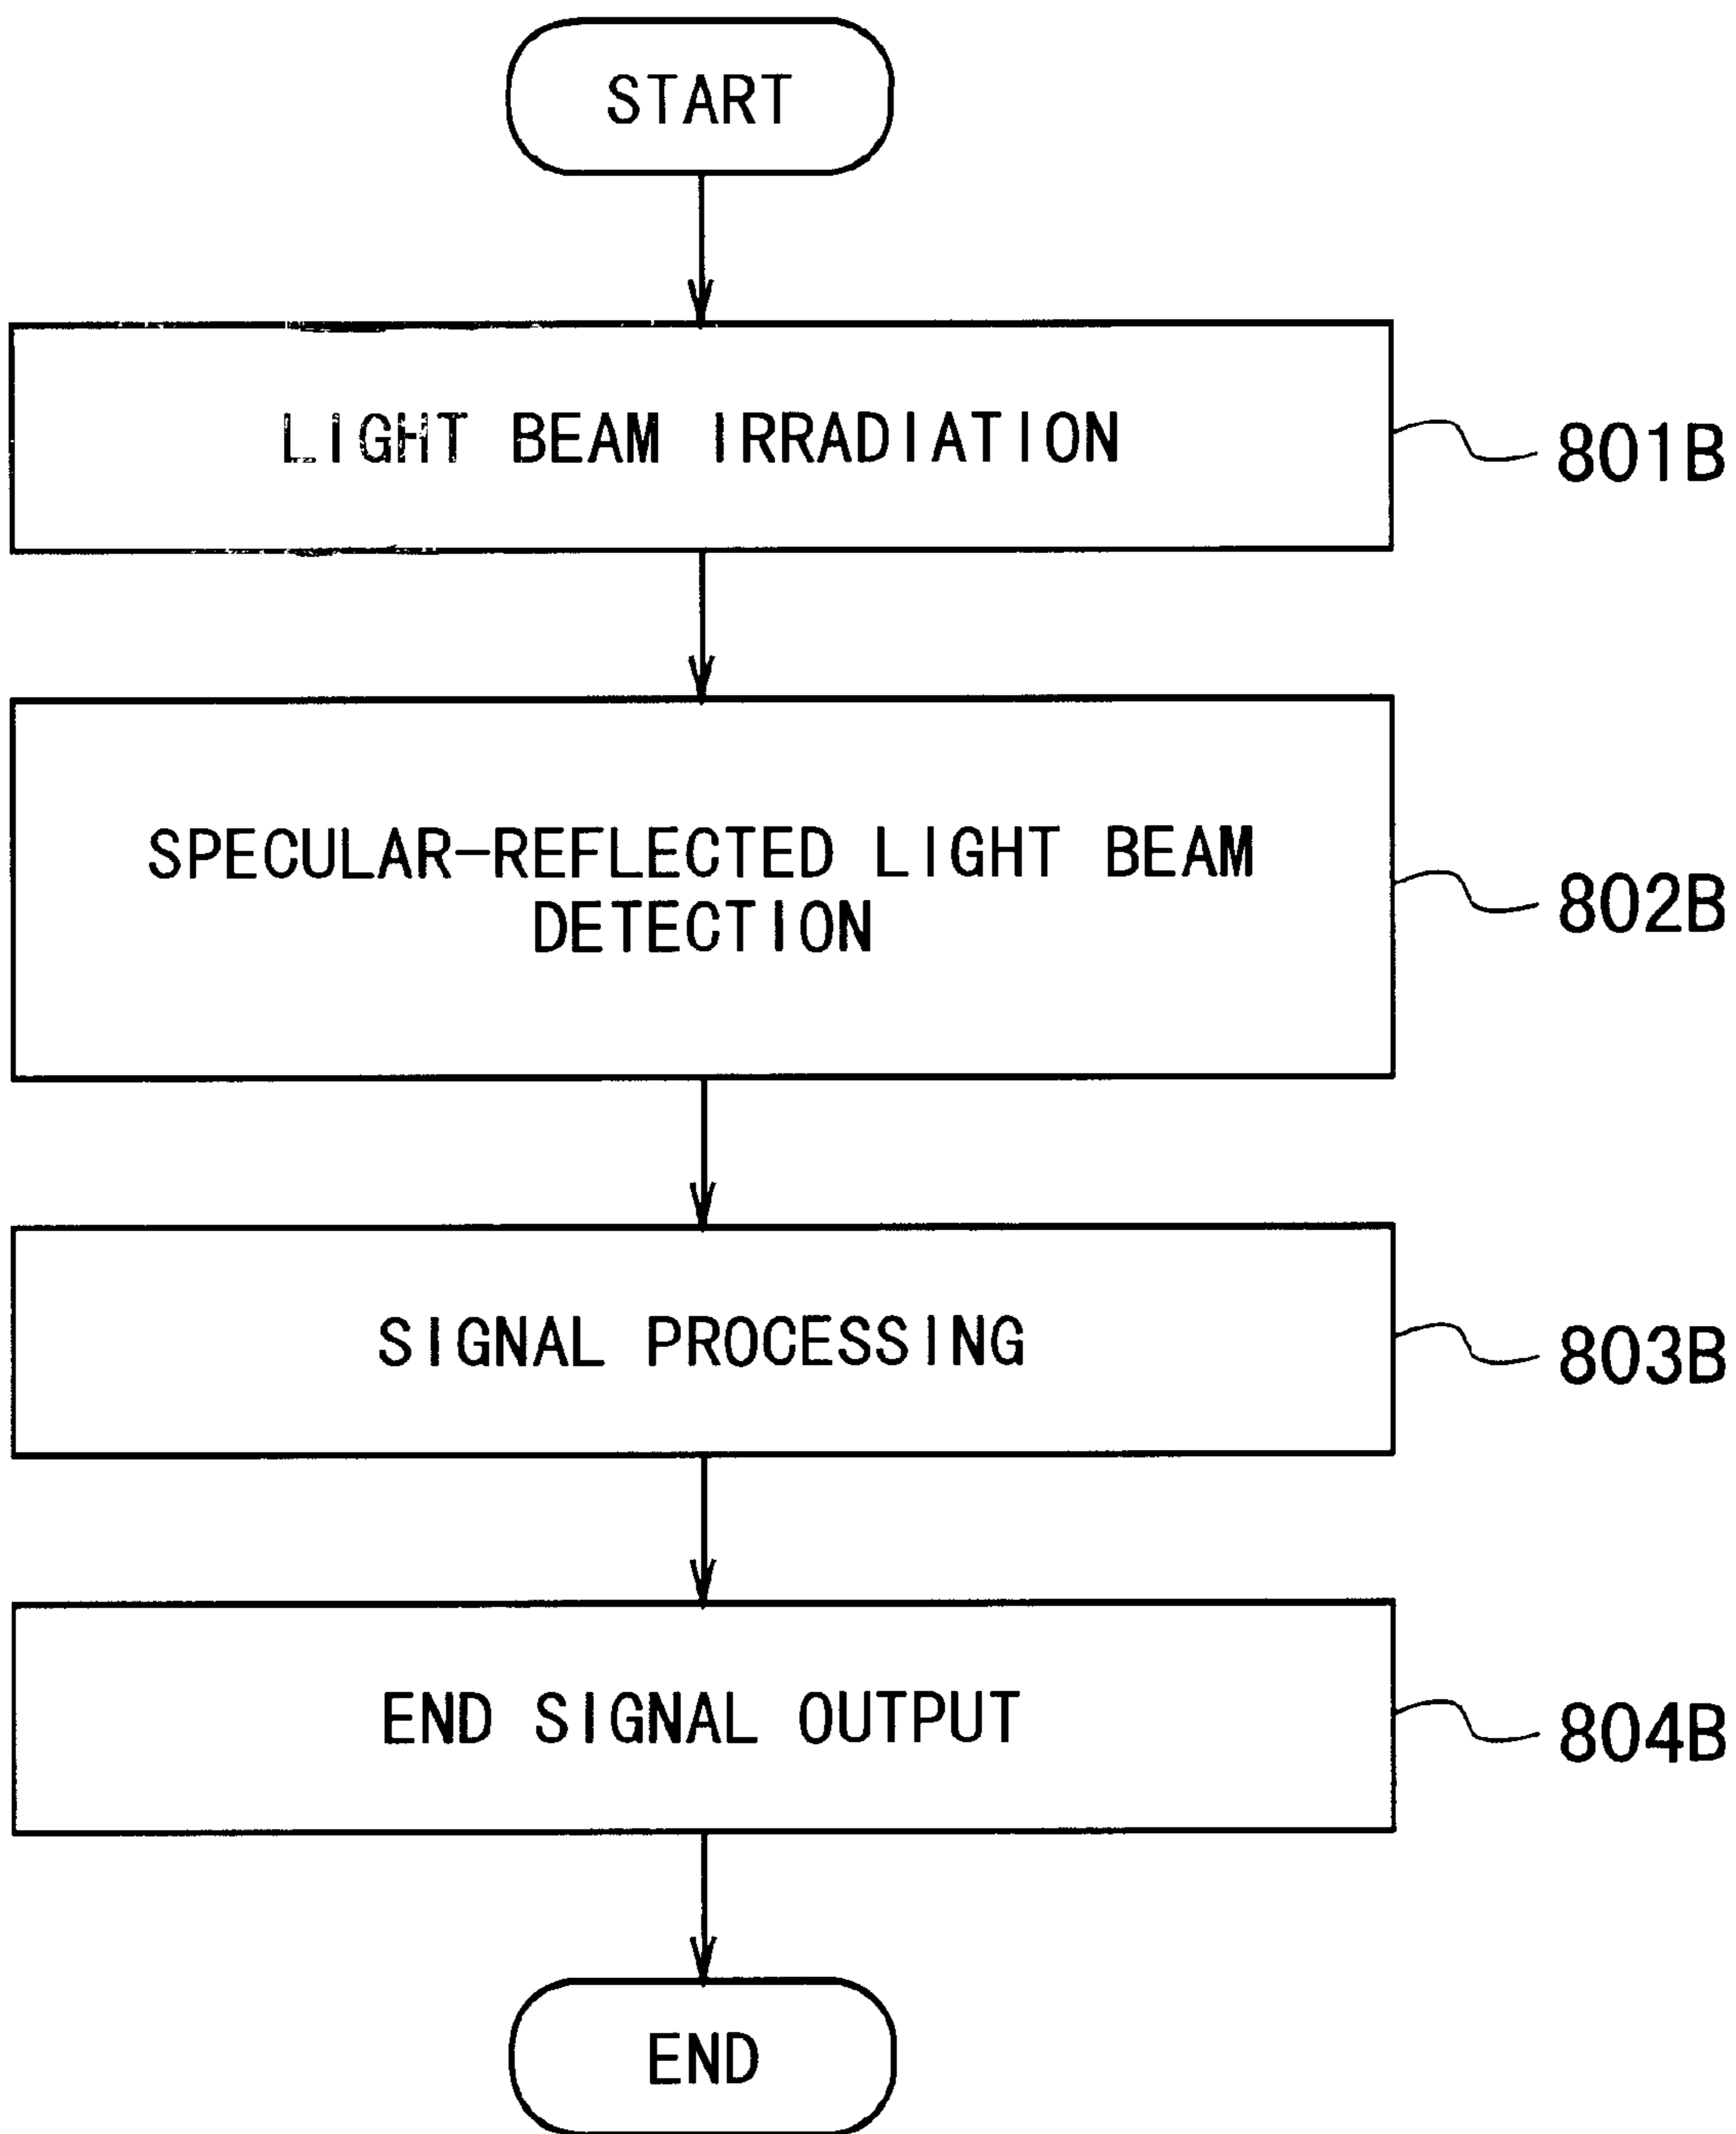 START
LIGHT BEAM IRRADIATION
801B
SPECULAR-REFLECTED LIGHT BEAM
DETECTION
802B
SIGNAL PROCESSING
803B
END SIGNAL OUTPUT
804B
END